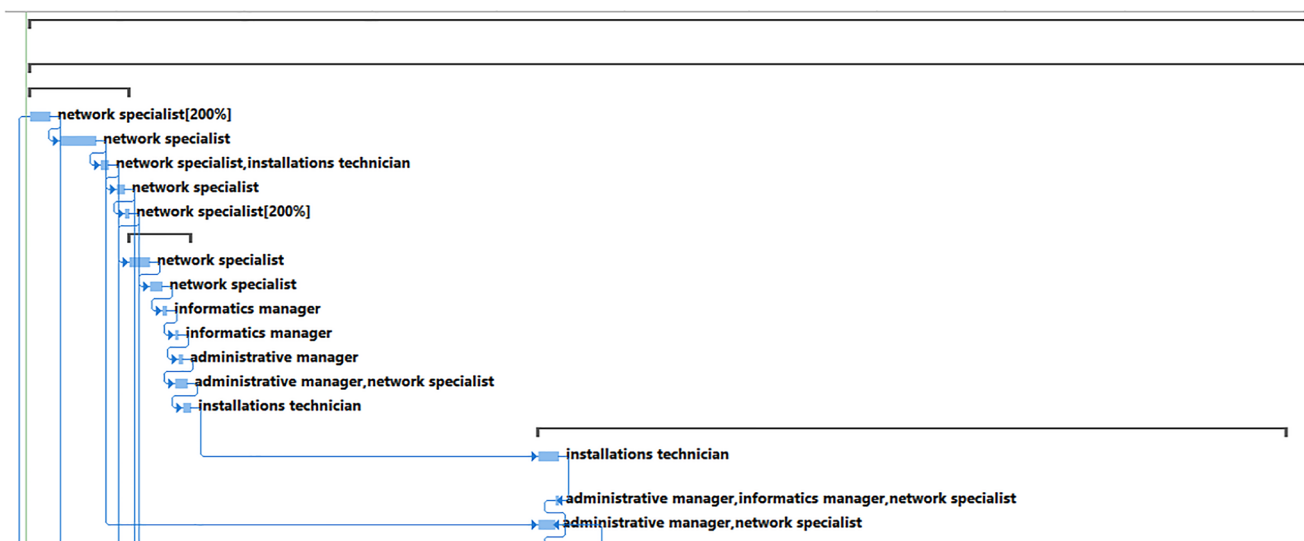 network specialist[200%]
network specialist
network specialist,installations technician
network specialist
network specialist[200%]
network specialist
network specialist
informatics manager
informatics manager
administrative manager
administrative manager,network specialist
installations technician
installations technician
administrative manager,informatics manager,network specialist
administrative manager,network specialist